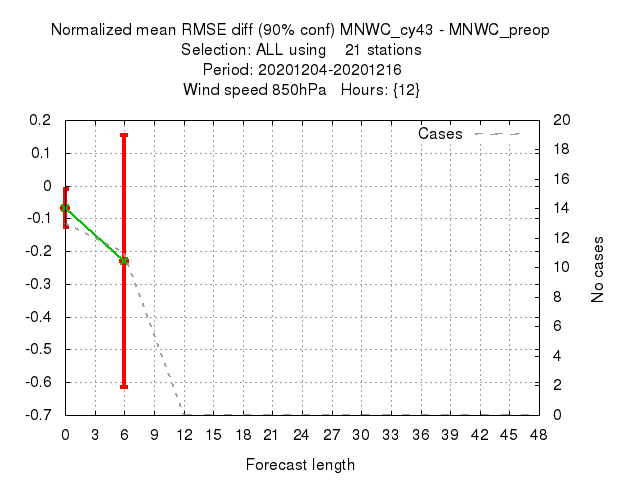 Normalized mean RMSE diff (90% conf) MNWC_cy43 - MNWC_preop
Selection: ALL using 21 stations
Period: 20201204-20201216
Wind speed 850hPa Hours: {12}
Cases
0.2
0.1
0
-0.1
-0.2
-0.3
-0.4
-0.5
-0.6
-0.7
20
18
16
14
12
10
8
6
4
2
0
No cases
0 3 6 9 12 15 18 21 24 27 30 33 36 39 42 45 48
Forecast length